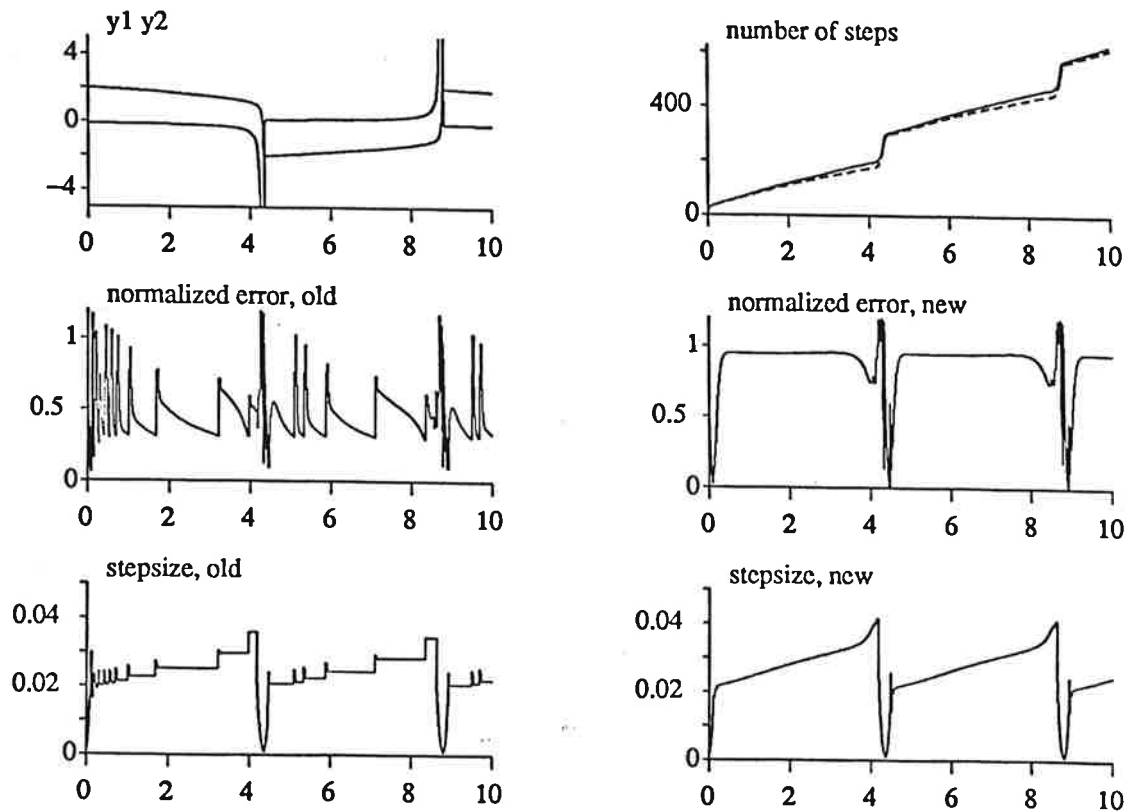 y1 y2
4
0
−4
0 2 4 6 8 10
number of steps
400
0
0 2 4 6 8 10
normalized error, old
1
0.5
0
0 2 4 6 8 10
normalized error, new
1
0.5
0
0 2 4 6 8 10
stepsize, old
0.04
0.02
0
0 2 4 6 8 10
stepsize, new
0.04
0.02
0
0 2 4 6 8 10